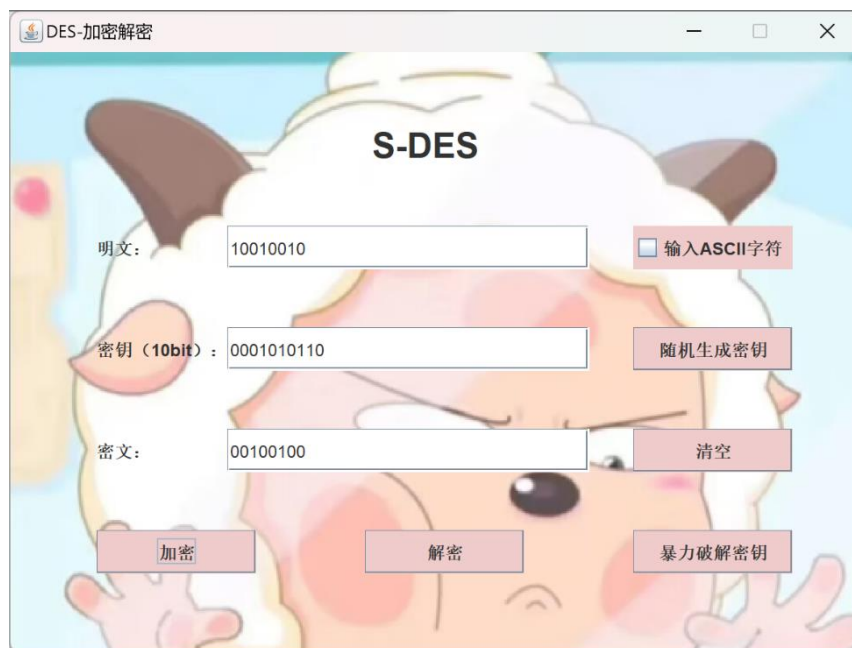 DES-加密解密
S-DES
明文：
10010010
输入ASCII字符
密钥（10bit）：
0001010110
随机生成密钥
密文：
00100100
清空
加密
解密
暴力破解密钥